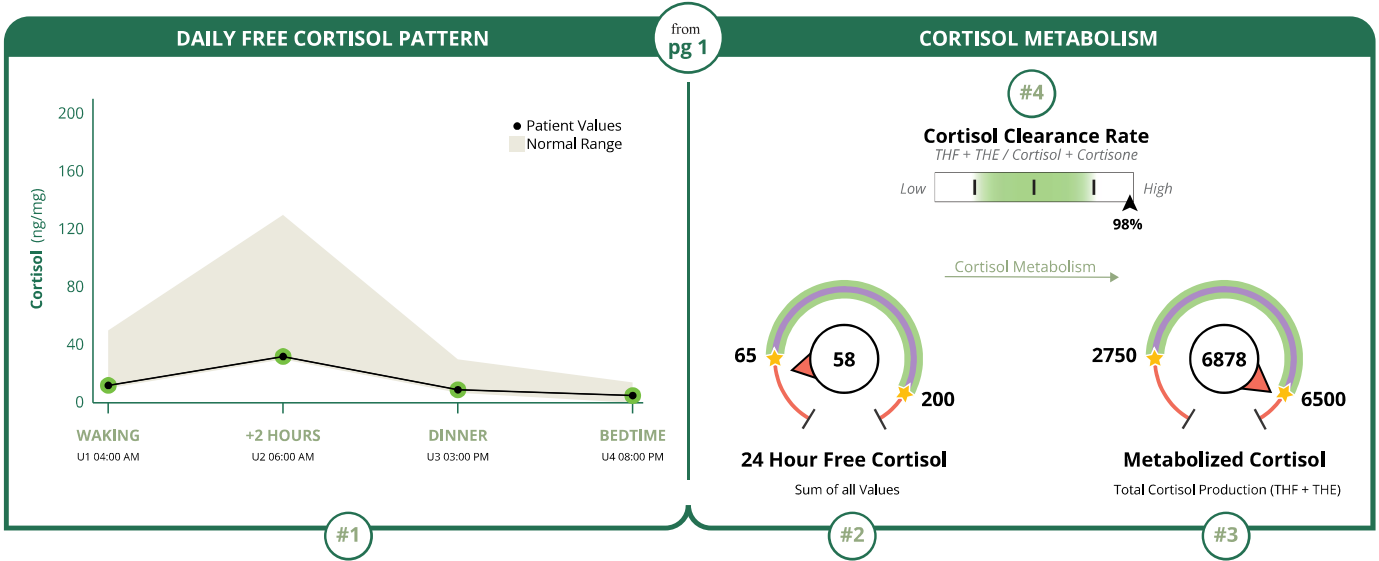 DAILY FREE CORTISOL PATTERN
from
pg 1
CORTISOL METABOLISM
200
160
120
80
40
0
Cortisol (ng/mg)
Patient Values
Normal Range
WAKING
U1 04:00 AM
+2 HOURS
U2 06:00 AM
DINNER
U3 03:00 PM
BEDTIME
U4 08:00 PM
#4
Cortisol Clearance Rate
THF + THE / Cortisol + Cortisone
Low
High
98%
Cortisol Metabolism
65
58
200
24 Hour Free Cortisol
Sum of all Values
2750
6878
6500
Metabolized Cortisol
Total Cortisol Production (THF + THE)
#1
#2
#3